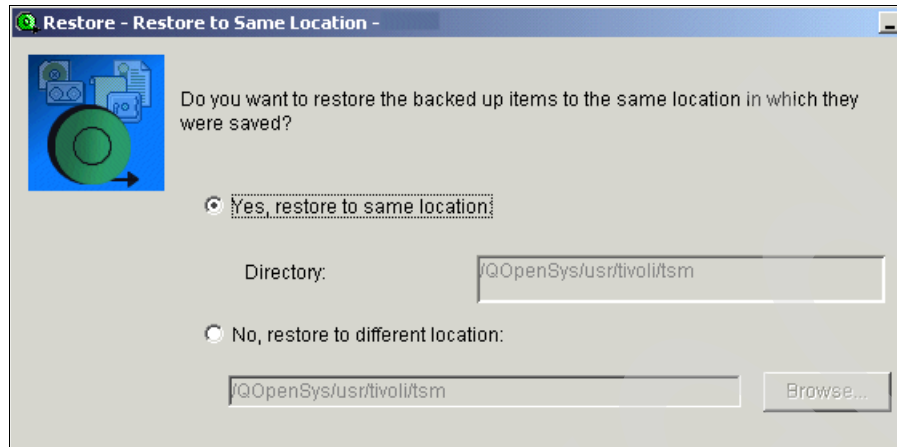 Restore - Restore to Same Location -
Do you want to restore the backed up items to the same location in which they
were saved?
Yes, restore to same location:
Directory:
/QOpenSys/usr/tivoli/tsm
No, restore to different location:
/QOpenSys/usr/tivoli/tsm
Browse...